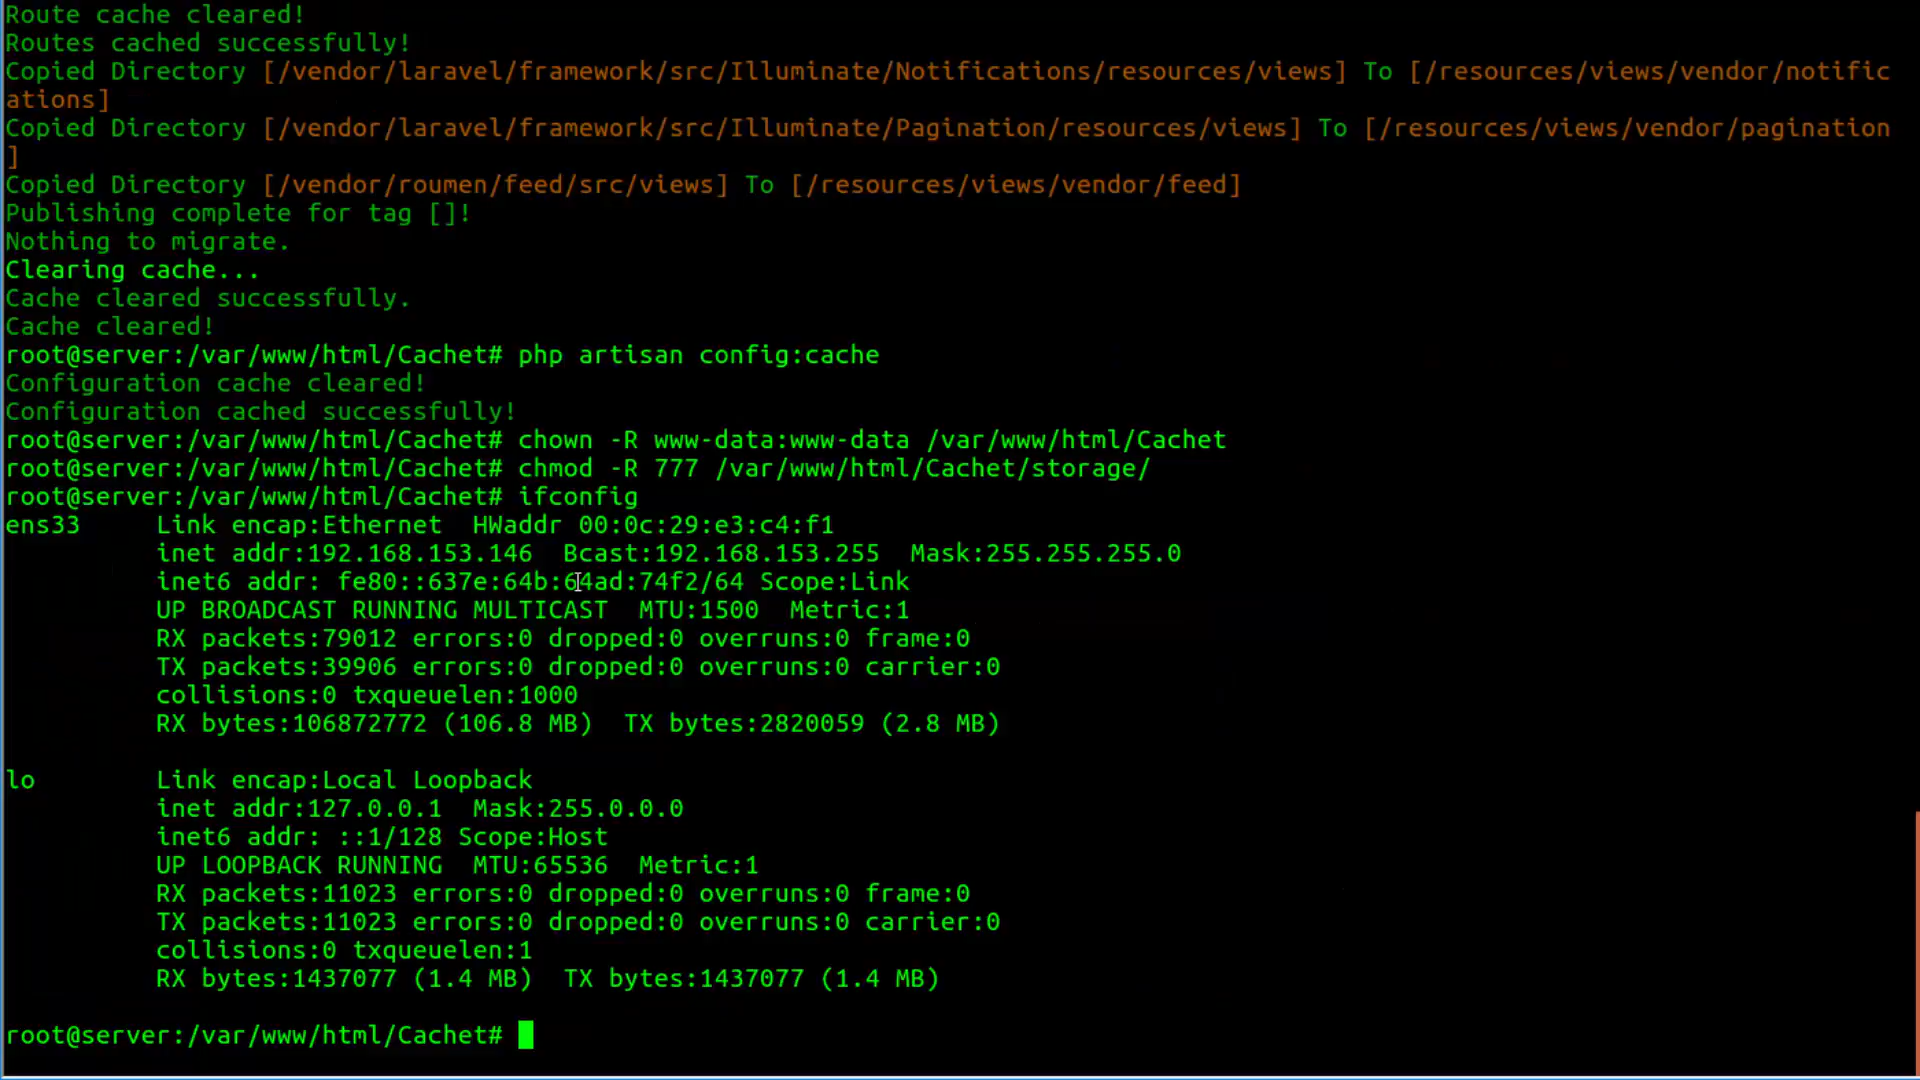 Route cache cleared!
Routes cached successfully!
Copied Directory [/vendor/laravel/framework/src/Illuminate/Notifications/resources/views] To [/resources/views/vendor/notific
ations]
Copied Directory [/vendor/laravel/framework/src/Illuminate/Pagination/resources/views] To [/resources/views/vendor/pagination
]
Copied Directory [/vendor/roumen/feed/src/views] To [/resources/views/vendor/feed]
Publishing complete for tag []!
Nothing to migrate.
Clearing cache...
Cache cleared successfully.
Cache cleared!
root@server:/var/www/html/Cachet# php artisan config:cache
Configuration cache cleared!
Configuration cached successfully!
root@server:/var/www/html/Cachet# chown -R www-data:www-data /var/www/html/Cachet
root@server:/var/www/html/Cachet# chmod -R 777 /var/www/html/Cachet/storage/
root@server:/var/www/html/Cachet# ifconfig
ens33     Link encap:Ethernet  HWaddr 00:0c:29:e3:c4:f1
          inet addr:192.168.153.146  Bcast:192.168.153.255  Mask:255.255.255.0
          inet6 addr: fe80::637e:64b:64ad:74f2/64 Scope:Link
          UP BROADCAST RUNNING MULTICAST  MTU:1500  Metric:1
          RX packets:79012 errors:0 dropped:0 overruns:0 frame:0
          TX packets:39906 errors:0 dropped:0 overruns:0 carrier:0
          collisions:0 txqueuelen:1000
          RX bytes:106872772 (106.8 MB)  TX bytes:2820059 (2.8 MB)

lo        Link encap:Local Loopback
          inet addr:127.0.0.1  Mask:255.0.0.0
          inet6 addr: ::1/128 Scope:Host
          UP LOOPBACK RUNNING  MTU:65536  Metric:1
          RX packets:11023 errors:0 dropped:0 overruns:0 frame:0
          TX packets:11023 errors:0 dropped:0 overruns:0 carrier:0
          collisions:0 txqueuelen:1
          RX bytes:1437077 (1.4 MB)  TX bytes:1437077 (1.4 MB)

root@server:/var/www/html/Cachet#